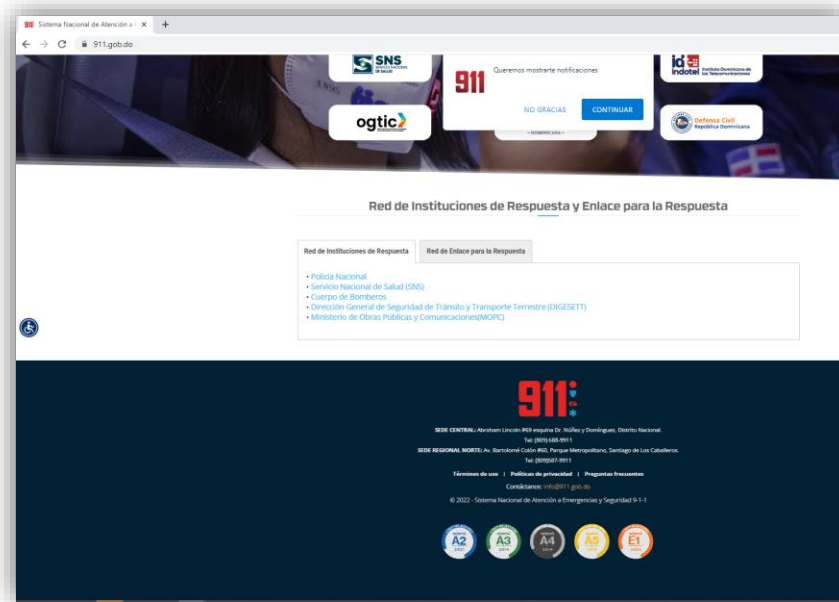 911 Sistema Nacional de Atención a
911.gob.do
SNS
SERVICIO NACIONAL
DE SALUD
911
Queremos mostrarte notificaciones
NO GRACIAS
CONTINUAR
indotel
Instituto Dominicano de
las Telecomunicaciones
ogtic
Defensa Civil
República Dominicana
Red de Instituciones de Respuesta y Enlace para la Respuesta
Red de Instituciones de Respuesta
Red de Enlace para la Respuesta
• Policía Nacional
• Servicio Nacional de Salud (SNS)
• Cuerpo de Bomberos
• Dirección General de Seguridad de Tránsito y Transporte Terrestre (DIGESETT)
• Ministerio de Obras Públicas y Comunicaciones(MOPC)
911
SEDE CENTRAL: Abraham Lincoln #69 esquina Dr. Núñez y Domínguez, Distrito Nacional.
Tel: (809) 688-9911
SEDE REGIONAL NORTE: Av. Bartolomé Colón #60, Parque Metropolitano, Santiago de Los Caballeros.
Tel: (809)587-9911
Términos de uso | Políticas de privacidad | Preguntas frecuentes
Contáctanos: info@911.gob.do
© 2022 - Sistema Nacional de Atención a Emergencias y Seguridad 9-1-1
A2
A3
A4
A5
E1